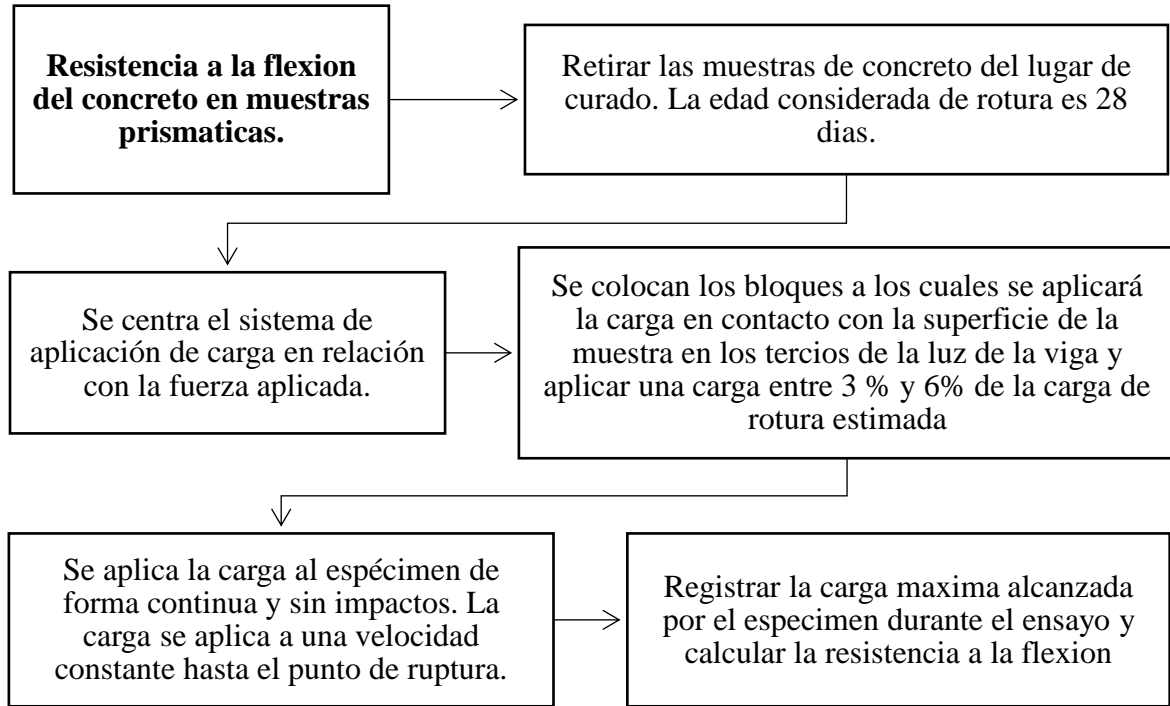 Resistencia a la flexion
del concreto en muestras
prismaticas.
Retirar las muestras de concreto del lugar de
curado. La edad considerada de rotura es 28
dias.
Se centra el sistema de
aplicación de carga en relación
con la fuerza aplicada.
Se colocan los bloques a los cuales se aplicará
la carga en contacto con la superficie de la
muestra en los tercios de la luz de la viga y
aplicar una carga entre 3 % y 6% de la carga de
rotura estimada
Se aplica la carga al espécimen de
forma continua y sin impactos. La
carga se aplica a una velocidad
constante hasta el punto de ruptura.
Registrar la carga maxima alcanzada
por el especimen durante el ensayo y
calcular la resistencia a la flexion